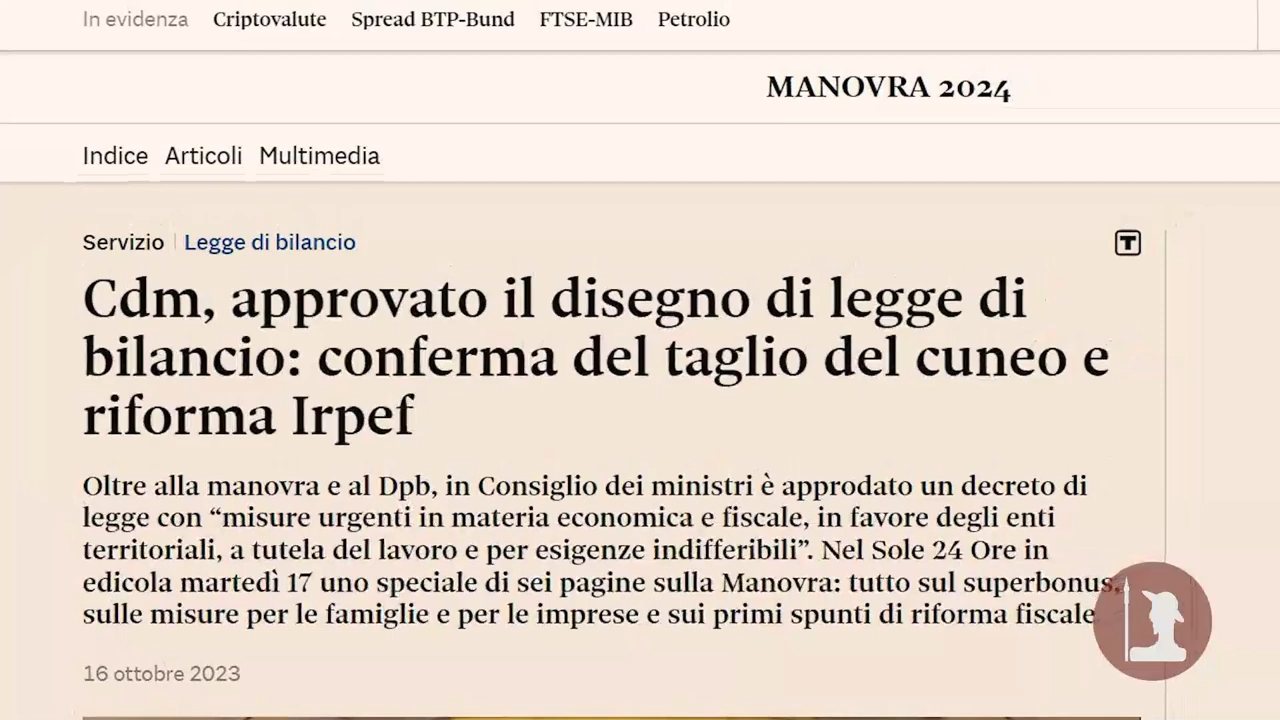 In evidenza Criptovalute Spread BTP-Bund FTSE-MIB Petrolio
MANOVRA 2024
Indice Articoli Multimedia
Servizio Legge di bilancio
T
Cdm, approvato il disegno di legge di
bilancio: conferma del taglio del cuneo e
riforma Irpef
Oltre alla manovra e al Dpb, in Consiglio dei ministri è approdato un decreto di
legge con “misure urgenti in materia economica e fiscale, in favore degli enti
territoriali, a tutela del lavoro e per esigenze indifferibili”. Nel Sole 24 Ore in
edicola martedì 17 uno speciale di sei pagine sulla Manovra: tutto sul superbonus,
sulle misure per le famiglie e per le imprese e sui primi spunti di riforma fiscale
16 ottobre 2023